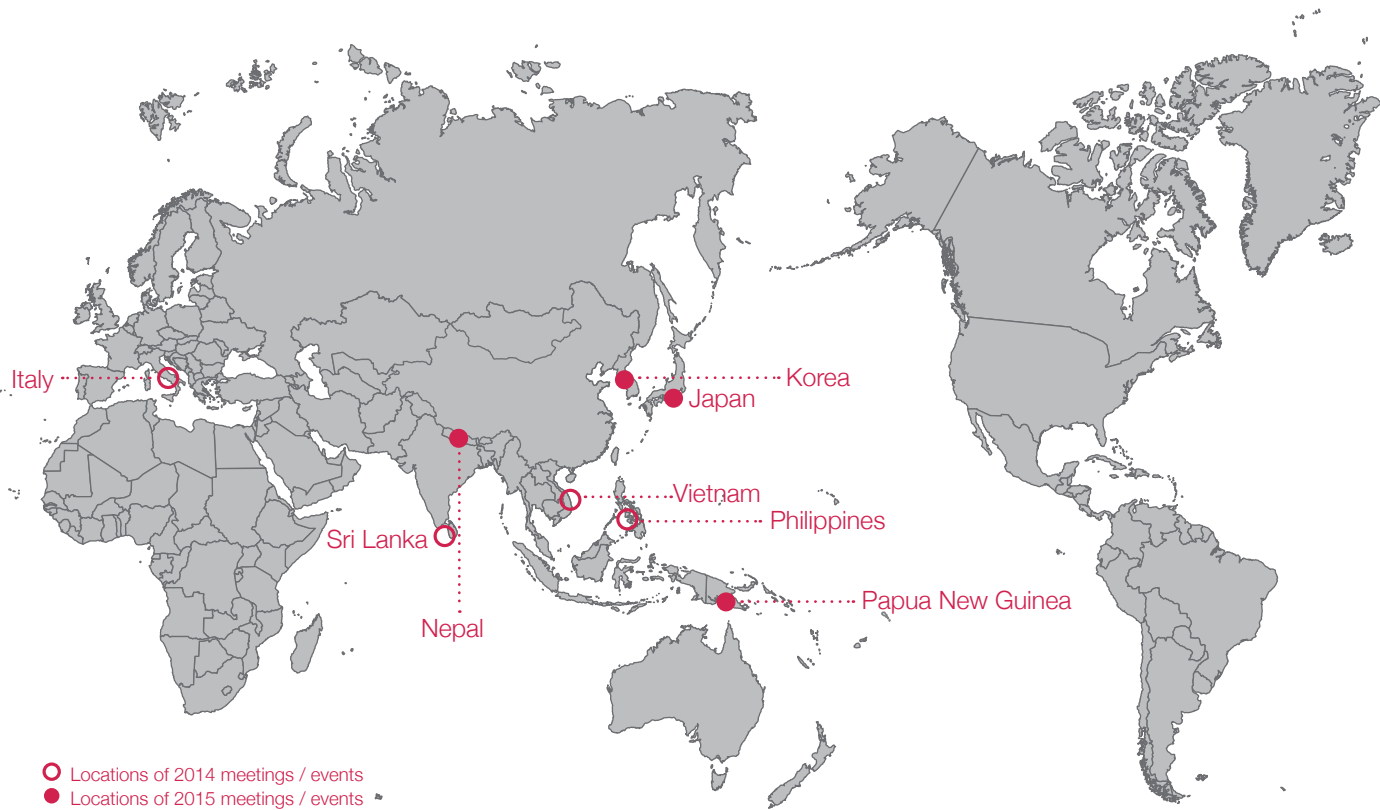 Italy
Korea
Japan
Vietnam
Philippines
Sri Lanka
Papua New Guinea
Nepal
Locations of 2014 meetings / events
Locations of 2015 meetings / events